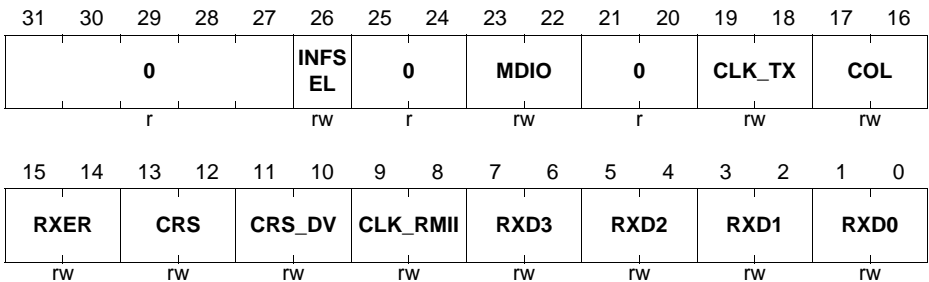 31 30 29 28 27 26 25 24 23 22 21 20 19 18 17 16
0 INFS EL 0 MDIO 0 CLK_TX COL
r rw r rw r rw rw
15 14 13 12 11 10 9 8 7 6 5 4 3 2 1 0
RXER CRS CRS_DV CLK_RMII RXD3 RXD2 RXD1 RXD0
rw rw rw rw rw rw rw rw